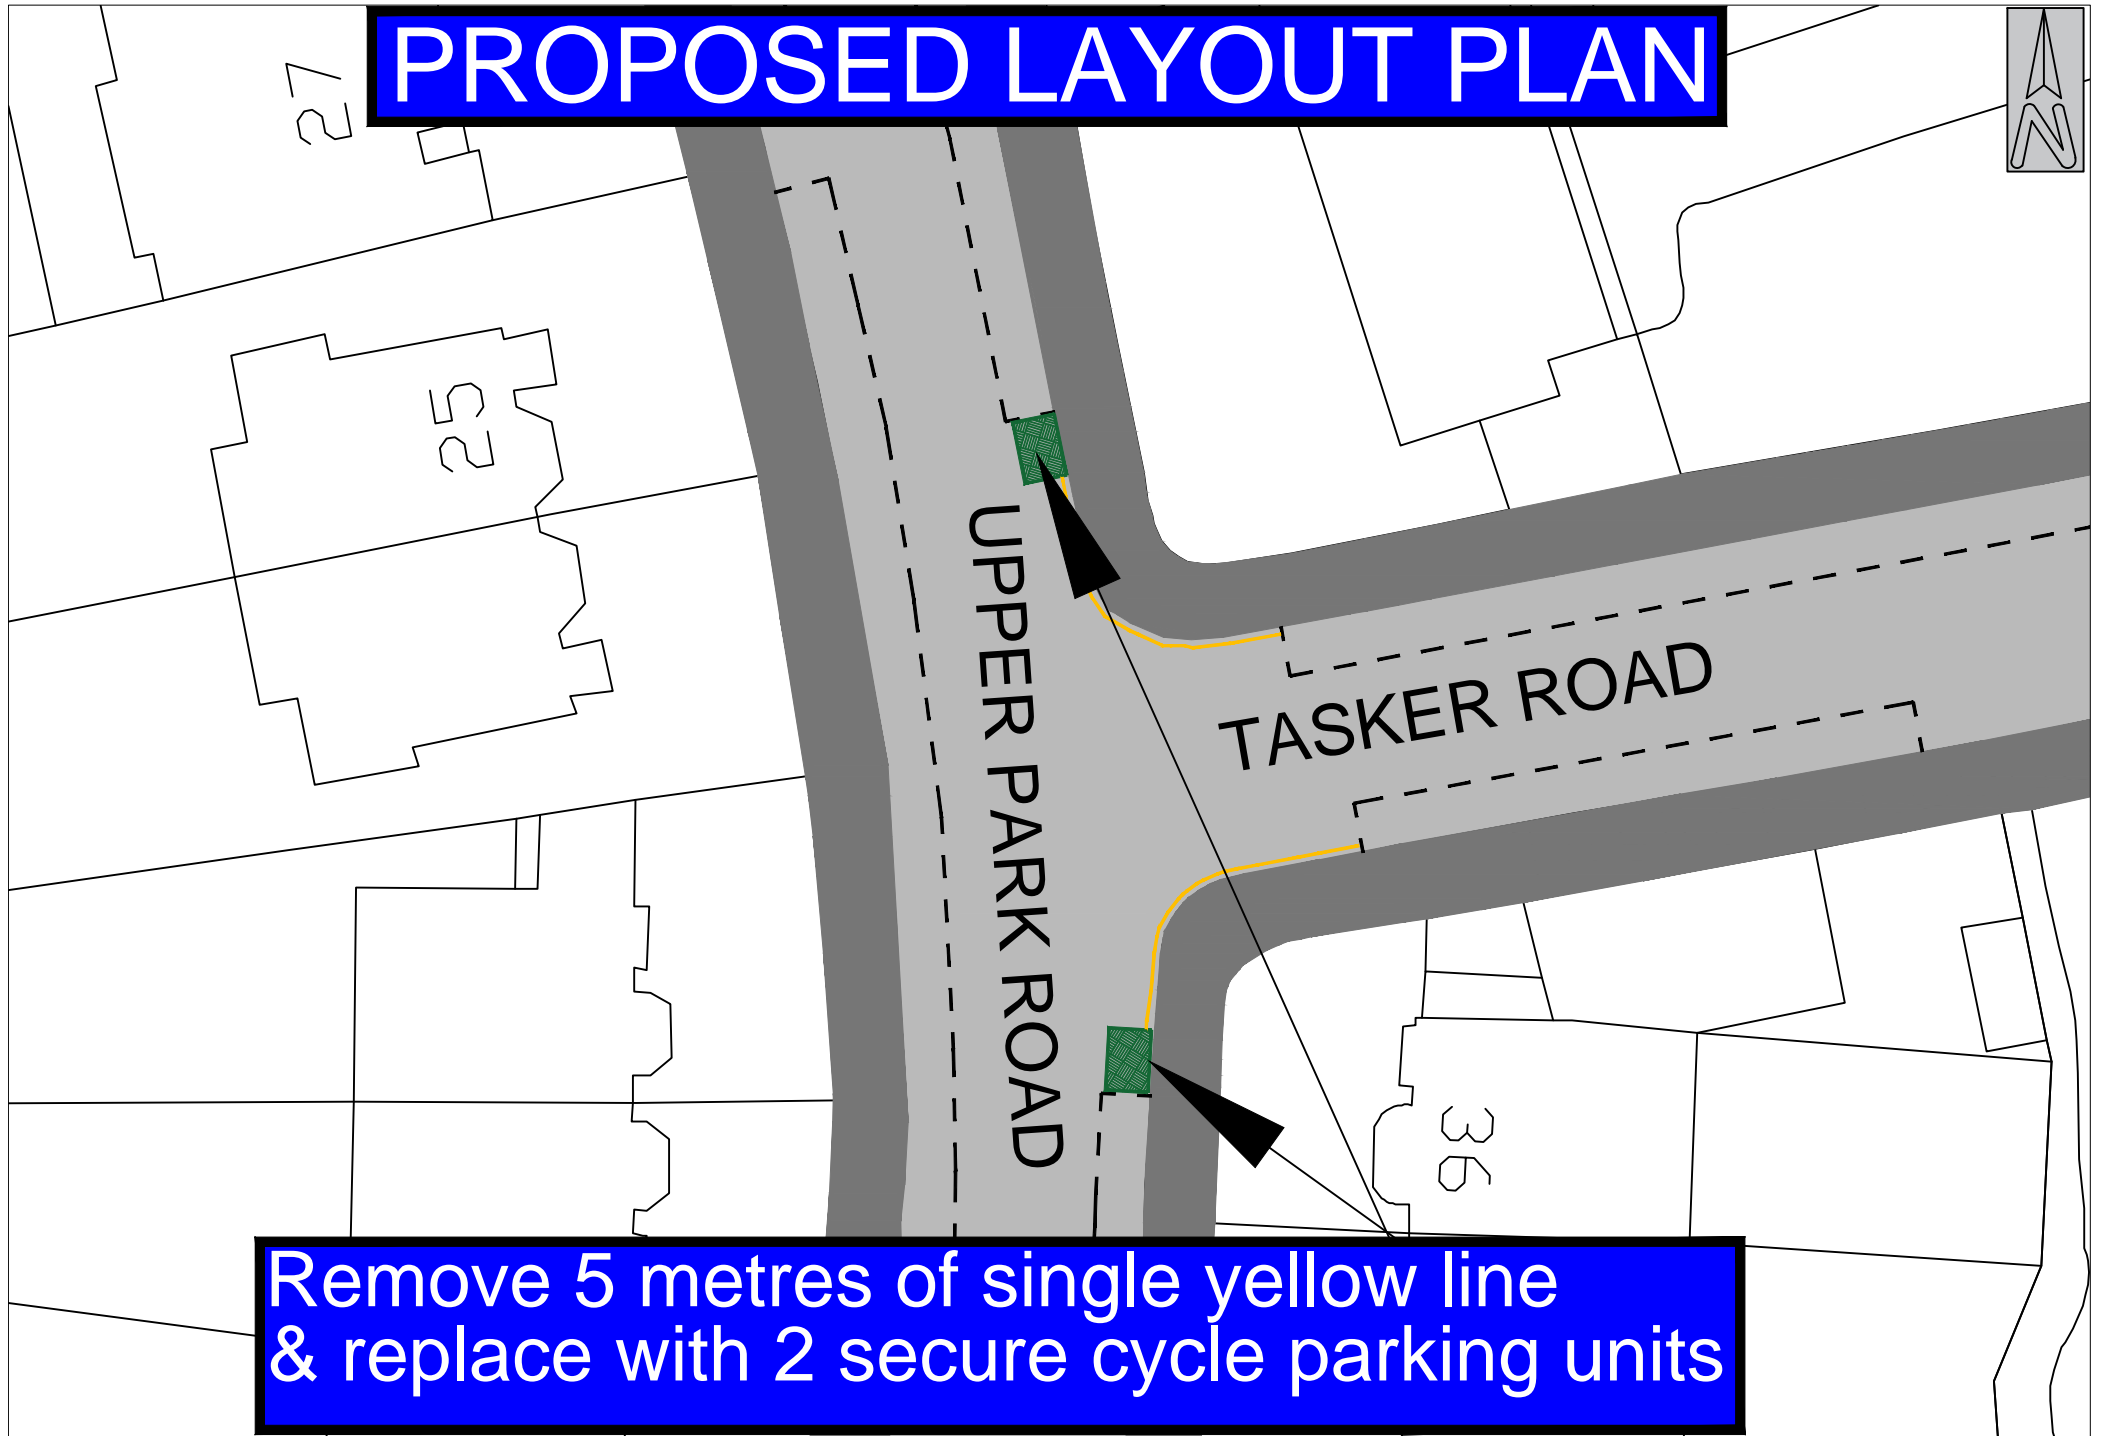 PROPOSED LAYOUT PLAN
N
27
25
UPPER PARK ROAD
TASKER ROAD
36
Remove 5 metres of single yellow line
& replace with 2 secure cycle parking units